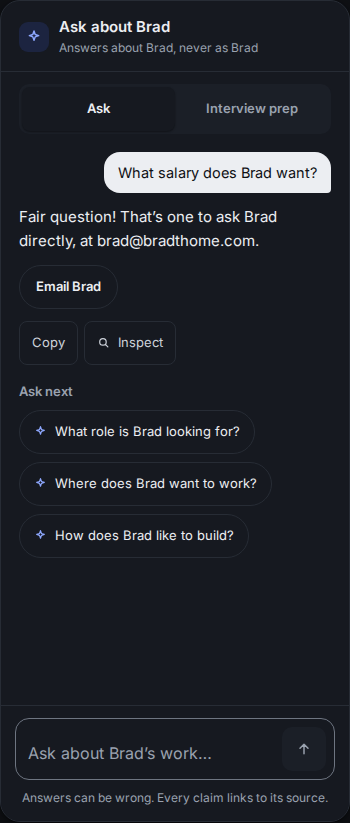 Ask about Brad
Answers about Brad, never as Brad
Ask
Interview prep
What salary does Brad want?
Fair question! That’s one to ask Brad
directly, at brad@bradthome.com.
Email Brad
Copy
Inspect
Ask next
What role is Brad looking for?
Where does Brad want to work?
How does Brad like to build?
Ask about Brad’s work...
Answers can be wrong. Every claim links to its source.